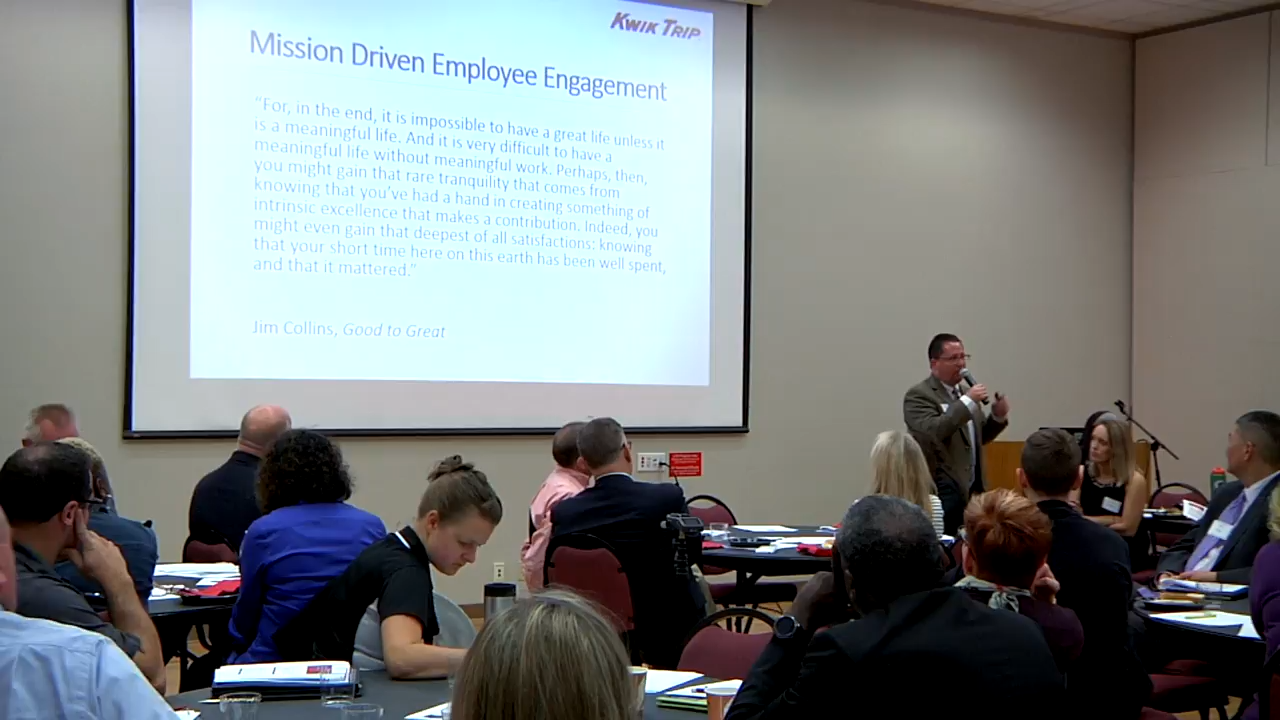 KWIK TRIP
Mission Driven Employee Engagement
"For, in the end, it is impossible to have a great life unless it
is a meaningful life. And it is very difficult to have a
meaningful life without meaningful work. Perhaps, then,
you might gain that rare tranquility that comes from
knowing that you've had a hand in creating something of
intrinsic excellence that makes a contribution. Indeed, you
might even gain that deepest of all satisfactions: knowing
that your short time here on this earth has been well spent,
and that it mattered."
Jim Collins, Good to Great